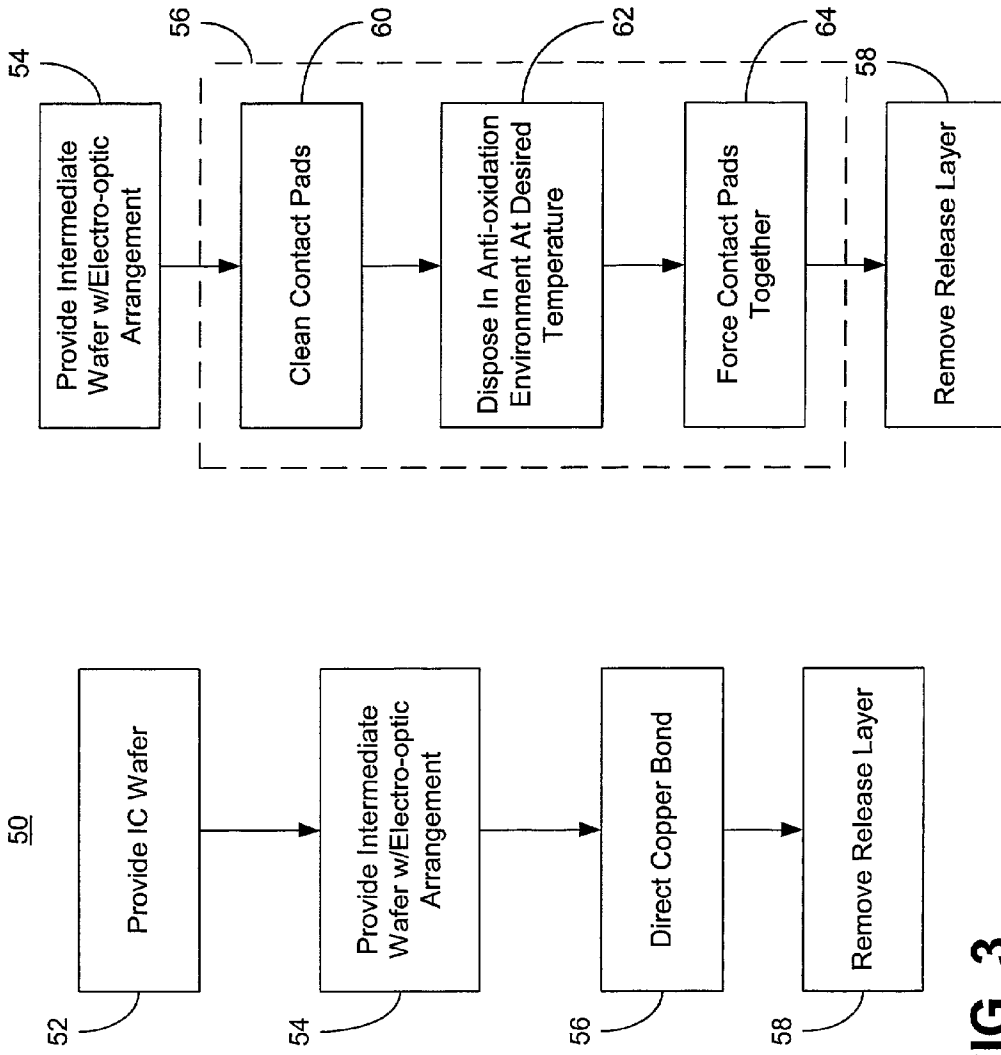 50
52
Provide IC Wafer
54
Provide Intermediate
Wafer w/Electro-optic
Arrangement
56
Direct Copper Bond
58
Remove Release Layer
54
Provide Intermediate
Wafer w/Electro-optic
Arrangement
56
60
Clean Contact Pads
62
Dispose In Anti-oxidation
Environment At Desired
Temperature
64
Force Contact Pads
Together
58
Remove Release Layer
IG. 3